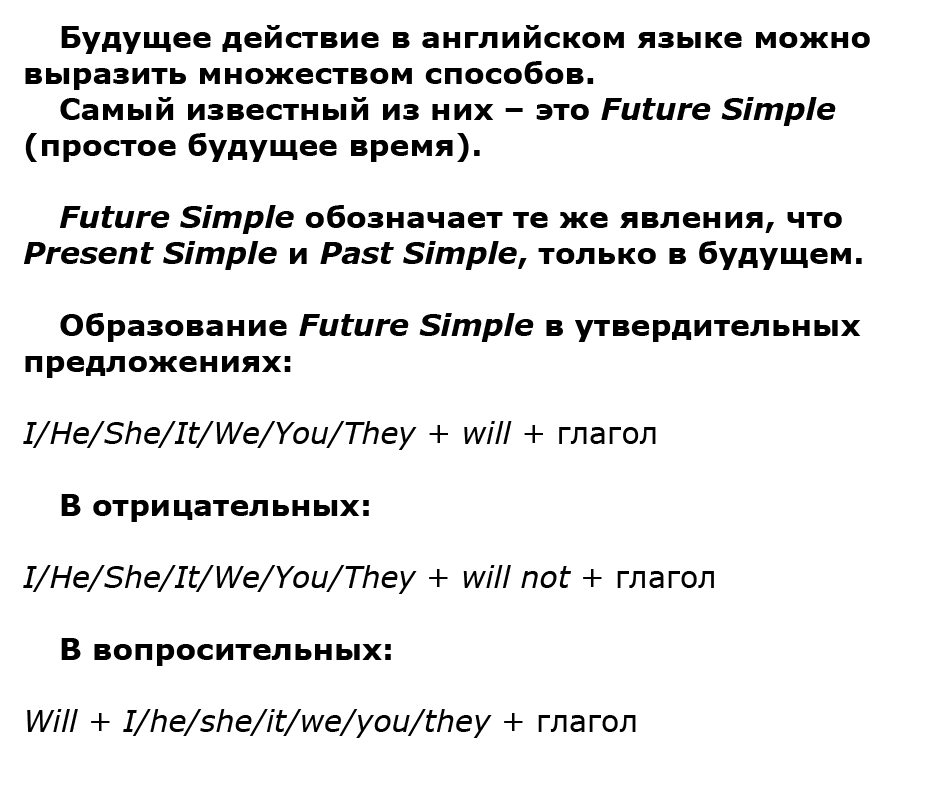 Будущее действие в английском языке можно
выразить множеством способов.
Самый известный из них – это Future Simple
(простое будущее время).
Future Simple обозначает те же явления, что
Present Simple и Past Simple, только в будущем.
Образование Future Simple в утвердительных
предложениях:
I/He/She/It/We/You/They + will + глагол
В отрицательных:
I/He/She/It/We/You/They + will not + глагол
В вопросительных:
Will + I/he/she/it/we/you/they + глагол